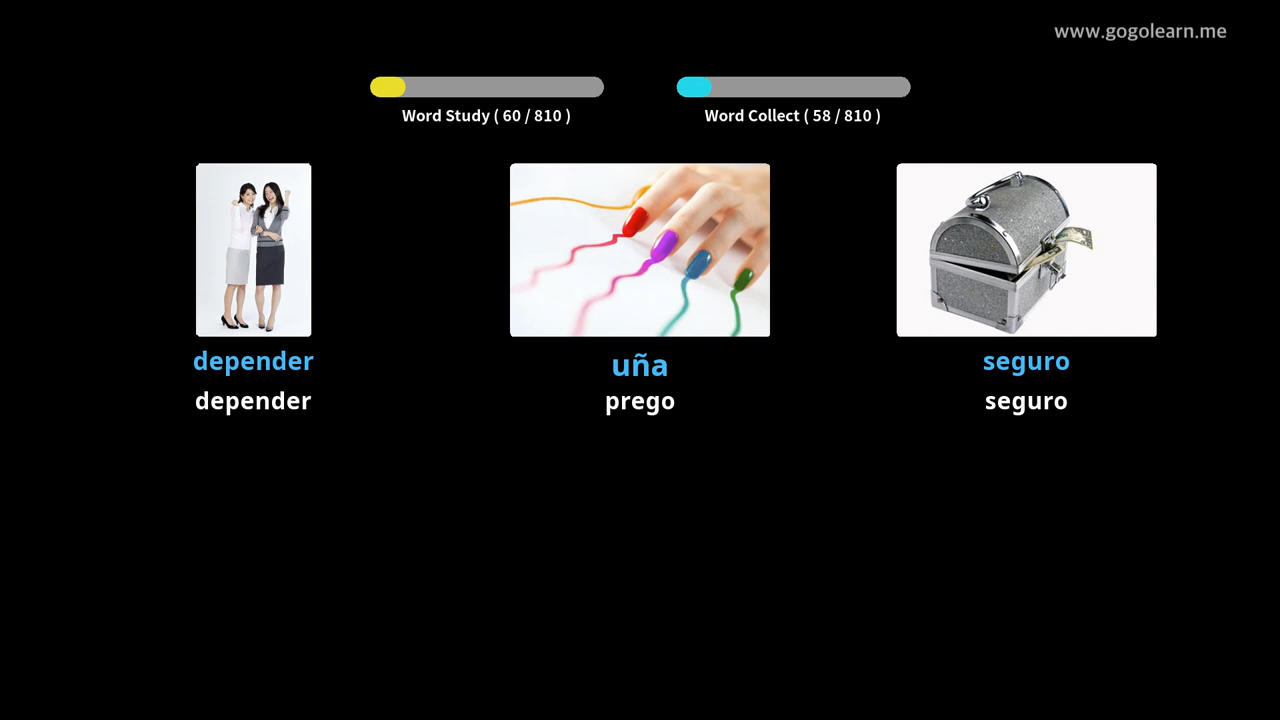 www.gogolearn.me
Word Study ( 60 / 810 )
Word Collect ( 58 / 810 )
depender
uña
seguro
depender
prego
seguro